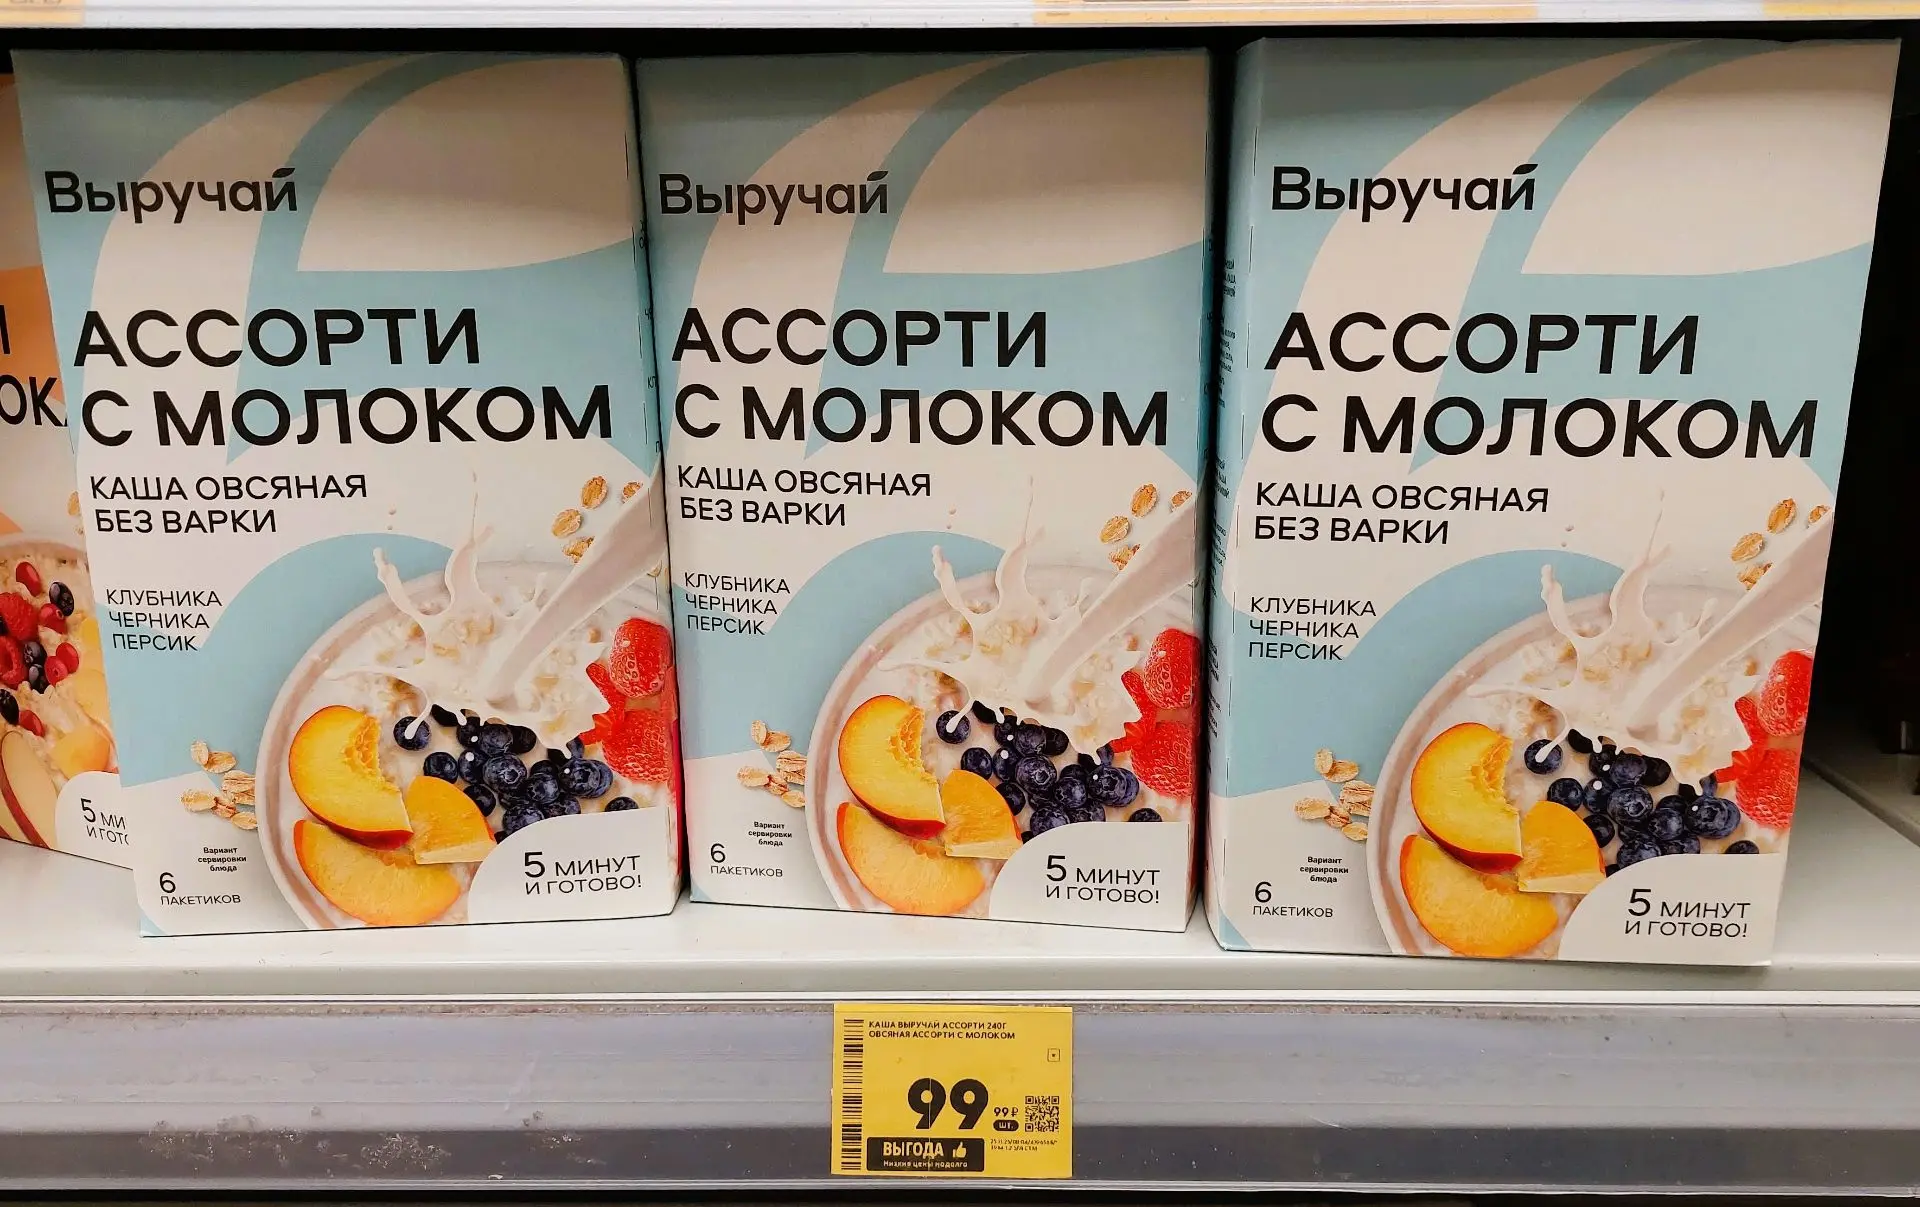 Выручай
АССОРТИ
С МОЛОКОМ
КАША ОВСЯНАЯ
БЕЗ ВАРКИ
КЛУБНИКА
ЧЕРНИКА
ПЕРСИК
Вариант
сервировки
блюда
6
ПАКЕТИКОВ
5 МИНУТ
И ГОТОВО!
Выручай
АССОРТИ
С МОЛОКОМ
КАША ОВСЯНАЯ
БЕЗ ВАРКИ
КЛУБНИКА
ЧЕРНИКА
ПЕРСИК
Вариант
сервировки
блюда
6
ПАКЕТИКОВ
5 МИНУТ
И ГОТОВО!
Выручай
АССОРТИ
С МОЛОКОМ
КАША ОВСЯНАЯ
БЕЗ ВАРКИ
КЛУБНИКА
ЧЕРНИКА
ПЕРСИК
Вариант
сервировки
блюда
6
ПАКЕТИКОВ
5 МИНУТ
И ГОТОВО!
5 МИ
И ГОТО
КАША ВЫРУЧАЙ АССОРТИ 240Г
ОВСЯНАЯ АССОРТИ С МОЛОКОМ
99 99 ₽
шт.
ВЫГОДА
Низкие цены надолго